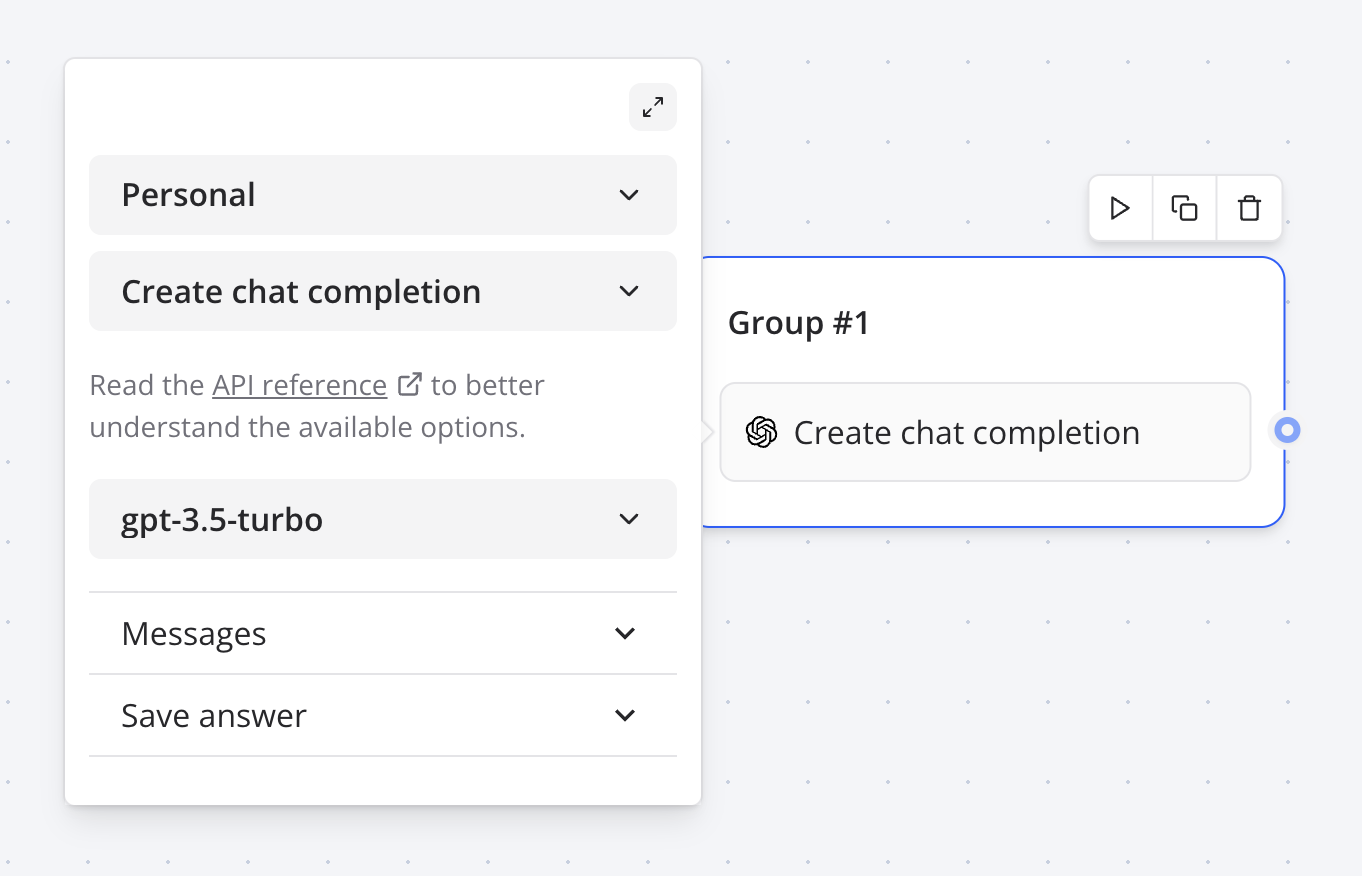 Personal
Create chat completion
Read the API reference to better
understand the available options.
gpt-3.5-turbo
Messages
Save answer
Group #1
Create chat completion